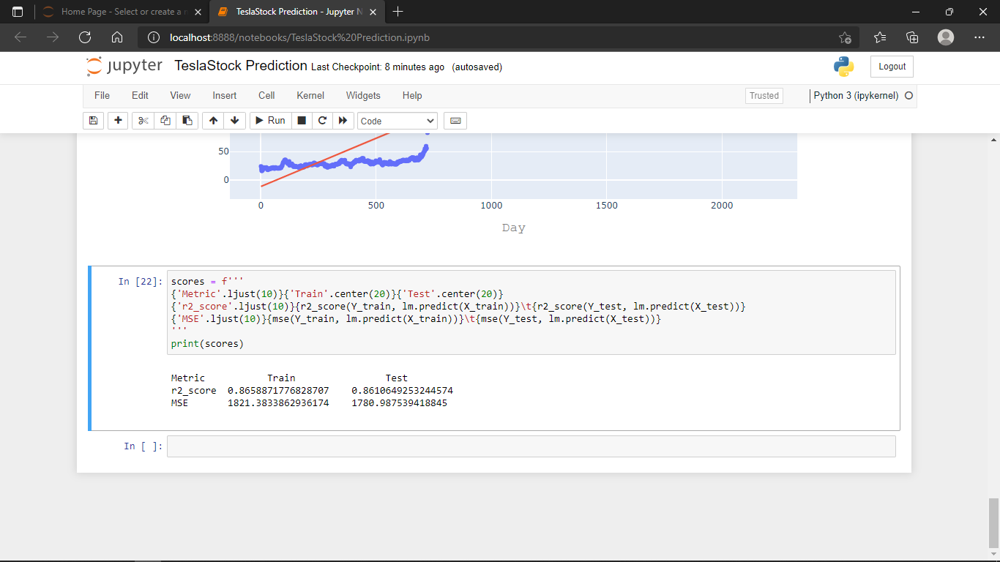 Home Page - Select or create a n
TeslaStock Prediction - Jupyter N
localhost:8888/notebooks/TeslaStock%20Prediction.ipynb
jupyter TeslaStock Prediction Last Checkpoint: 8 minutes ago (autosaved)
Logout
File Edit View Insert Cell Kernel Widgets Help
Trusted
Python 3 (ipykernel)
Run
Code
50
0
0 500 1000 1500 2000
Day
In [22]: scores = f'''
{'Metric'.ljust(10)}{'Train'.center(20)}{'Test'.center(20)}
{'r2_score'.ljust(10)}{r2_score(Y_train, lm.predict(X_train))}\t{r2_score(Y_test, lm.predict(X_test))}
{'MSE'.ljust(10)}{mse(Y_train, lm.predict(X_train))}\t{mse(Y_test, lm.predict(X_test))}
'''
print(scores)
Metric Train Test
r2_score 0.8658871776828707 0.8610649253244574
MSE 1821.3833862936174 1780.987539418845
In [ ]: